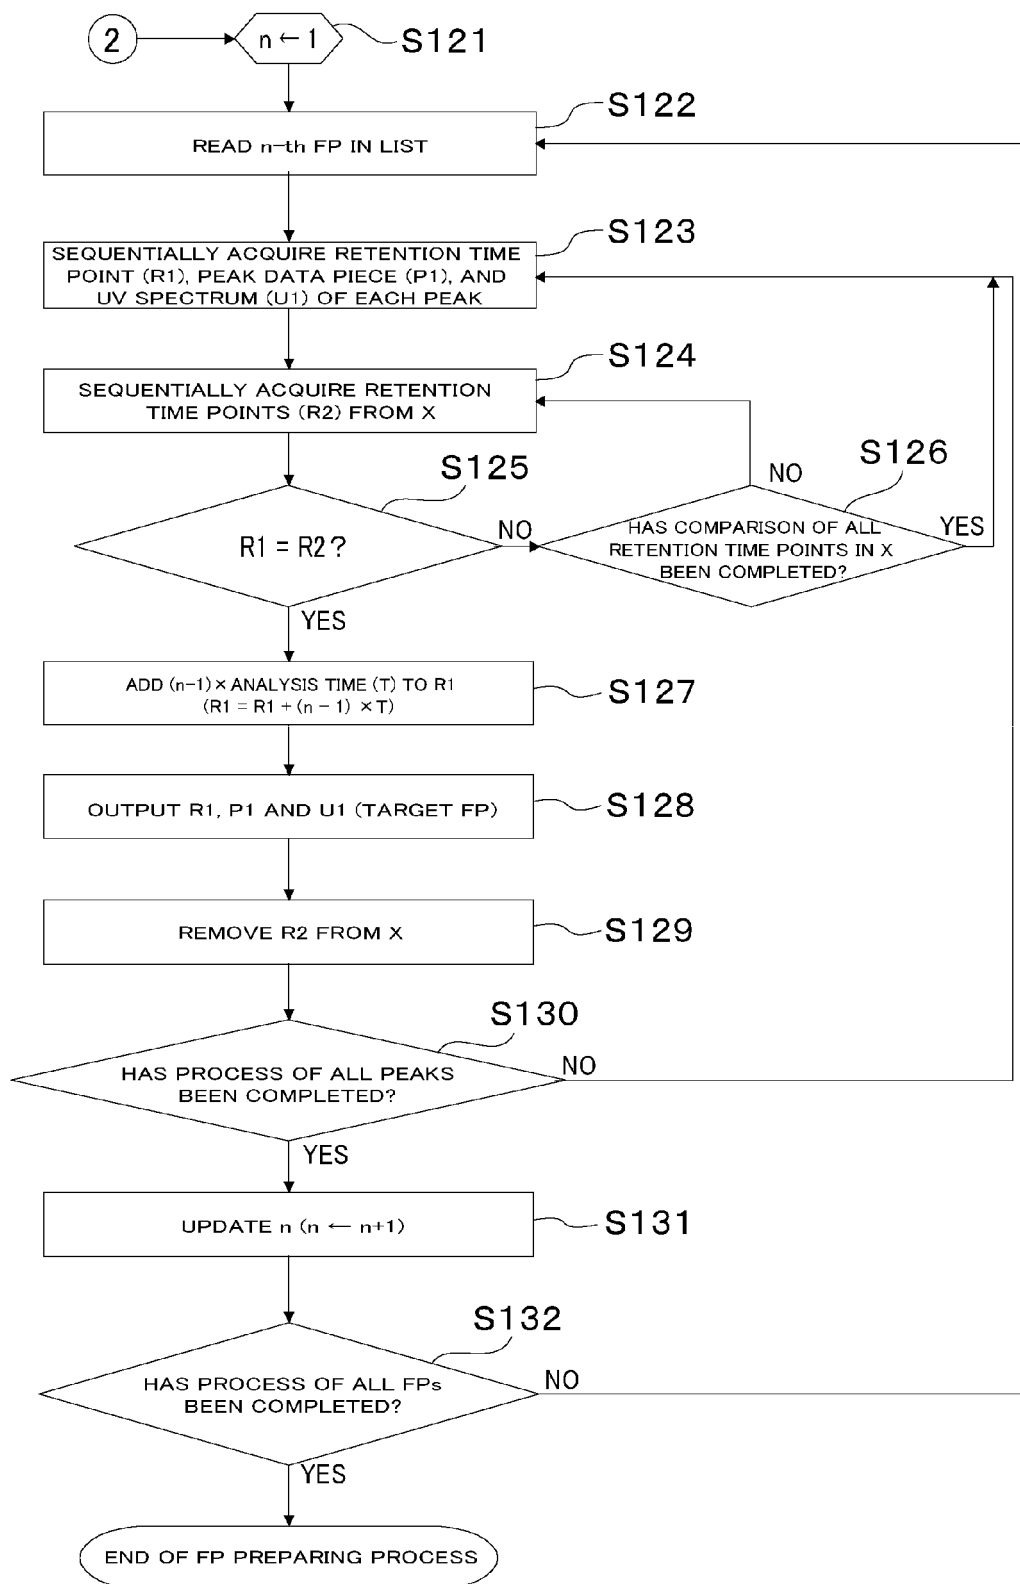 2
n ← 1
S121
S122
READ n-th FP IN LIST
S123
SEQUENTIALLY ACQUIRE RETENTION TIME
POINT (R1), PEAK DATA PIECE (P1), AND
UV SPECTRUM (U1) OF EACH PEAK
S124
SEQUENTIALLY ACQUIRE RETENTION
TIME POINTS (R2) FROM X
S125
S126
NO
R1 = R2?
NO
HAS COMPARISON OF ALL
RETENTION TIME POINTS IN X
BEEN COMPLETED?
YES
YES
ADD (n-1) × ANALYSIS TIME (T) TO R1
(R1 = R1 + (n - 1) × T)
S127
OUTPUT R1, P1 AND U1 (TARGET FP)
S128
REMOVE R2 FROM X
S129
S130
HAS PROCESS OF ALL PEAKS
BEEN COMPLETED?
NO
YES
UPDATE n (n ← n+1)
S131
S132
HAS PROCESS OF ALL FPs
BEEN COMPLETED?
NO
YES
END OF FP PREPARING PROCESS